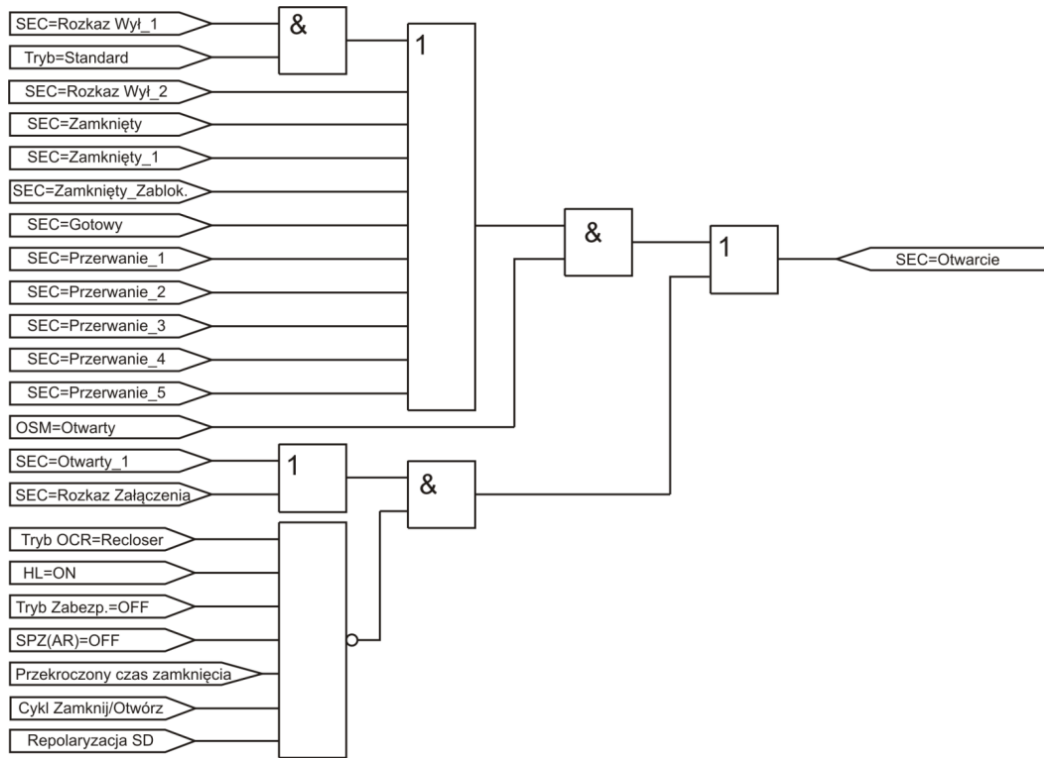 SEC=Rozkaz Wył_1
Tryb=Standard
SEC=Rozkaz Wył_2
SEC=Zamknięty
SEC=Zamknięty_1
SEC=Zamknięty_Zablok.
SEC=Gotowy
SEC=Przerwanie_1
SEC=Przerwanie_2
SEC=Przerwanie_3
SEC=Przerwanie_4
SEC=Przerwanie_5
OSM=Otwarty
SEC=Otwarty_1
SEC=Rozkaz Załączenia
Tryb OCR=Recloser
HL=ON
Tryb Zabezp.=OFF
SPZ(AR)=OFF
Przekroczony czas zamknięcia
Cykl Zamknij/Otwórz
Repolaryzacja SD
&
1
1
&
&
1
SEC=Otwarcie